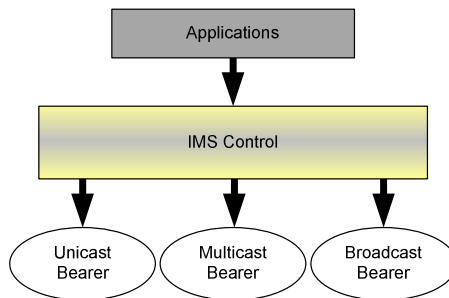 Applications
IMS Control
Unicast
Bearer
Multicast
Bearer
Broadcast
Bearer